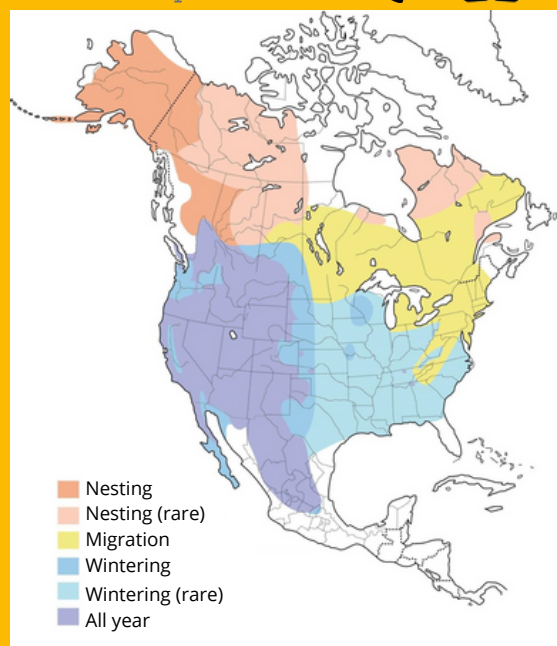 Nesting
Nesting (rare)
Migration
Wintering
Wintering (rare)
All year